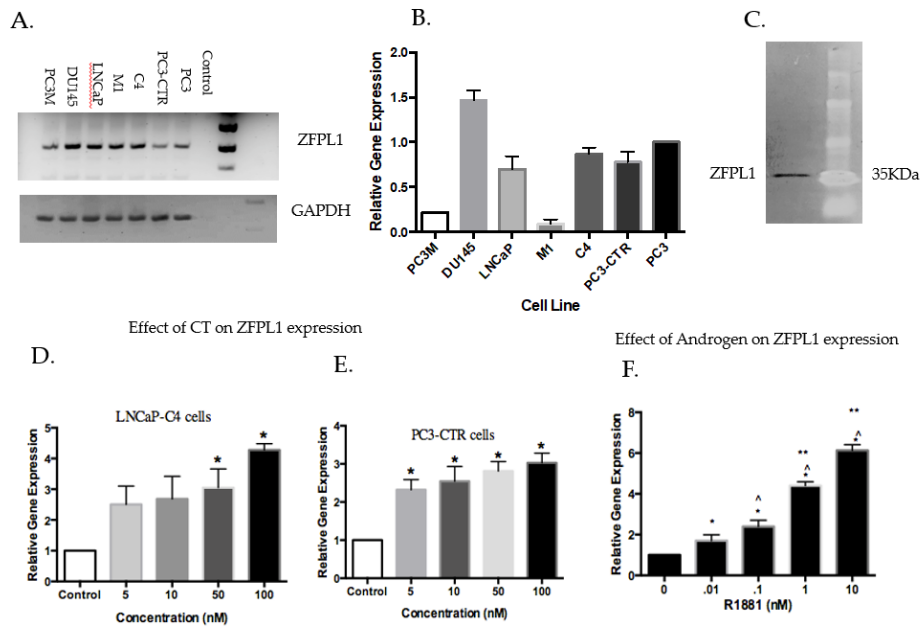 A.
PC3M
DU145
LNCaP
M1
C4
PC3-CTR
PC3
Control
ZFPL1
GAPDH
B.
Relative Gene Expression
2.0
1.5
1.0
0.5
0.0
PC3M
DU145
LNCaP
M1
C4
PC3-CTR
PC3
Cell Line
C.
ZFPL1
35KDa
Effect of CT on ZFPL1 expression
D.
LNCaP-C4 cells
Relative Gene Expression
5
4
3
2
1
0
*
*
Control
5
10
50
100
Concentration (nM)
E.
PC3-CTR cells
Relative Gene Expression
4
3
2
1
0
*
*
*
*
Control
5
10
50
100
Concentration (nM)
Effect of Androgen on ZFPL1 expression
F.
Relative Gene Expression
8
6
4
2
0
*
^
*
**
^
*
**
^
*
0
.01
.1
1
10
R1881 (nM)